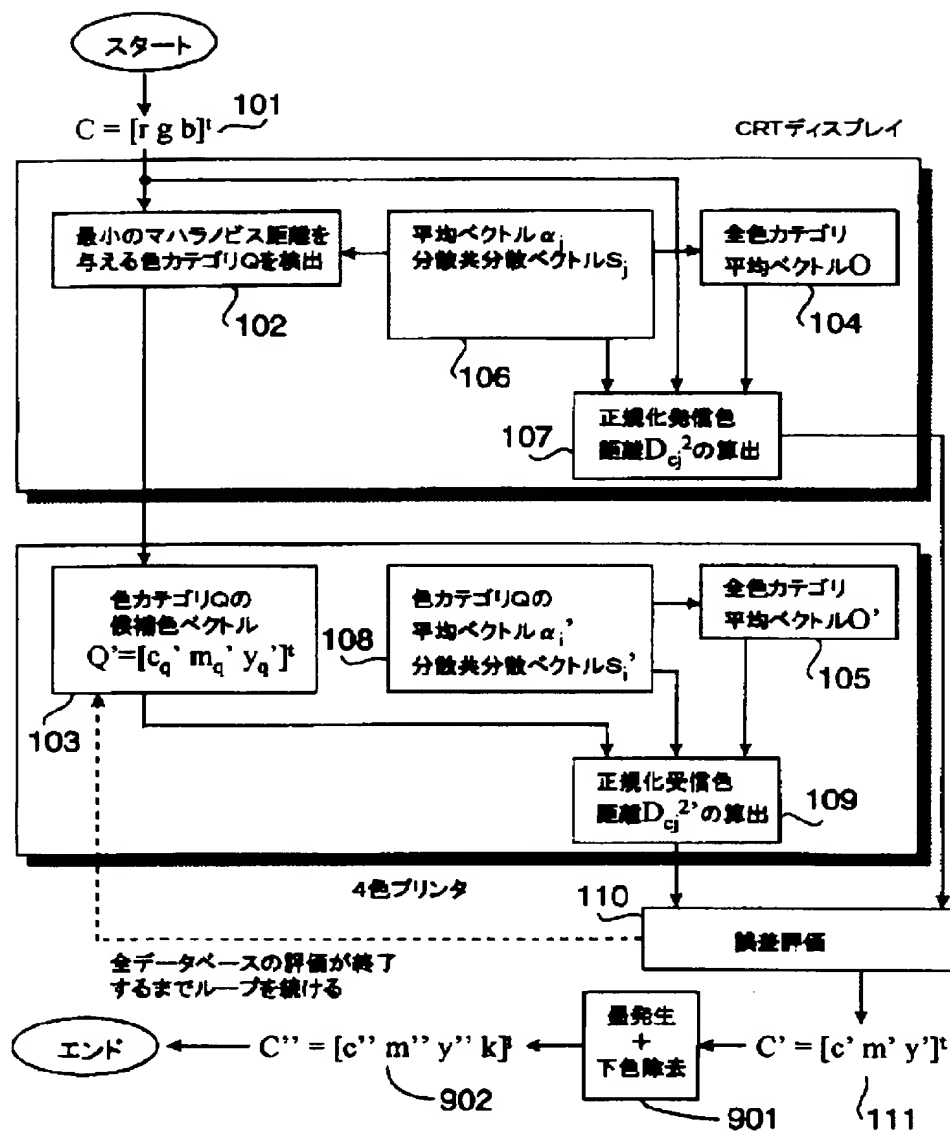 スタート
C = [r g b]ᵗ
101
CRTディスプレイ
最小のマハラノビス距離を
与える色カテゴリQを検出
102
平均ベクトルαj
分散共分散ベクトルSj
106
全色カテゴリ
平均ベクトルO
104
正規化発信色
距離Dcj²の算出
107
色カテゴリQの
候補色ベクトル
Q'=[cq' mq' yq']ᵗ
103
色カテゴリQの
平均ベクトルαi'
分散共分散ベクトルSi'
108
全色カテゴリ
平均ベクトルO'
105
正規化受信色
距離Dcj²'の算出
109
4色プリンタ
110
誤差評価
全データベースの評価が終了
するまでループを続ける
エンド
C'' = [c'' m'' y'' k]ᵗ
902
墨発生
+
下色除去
901
C' = [c' m' y']ᵗ
111